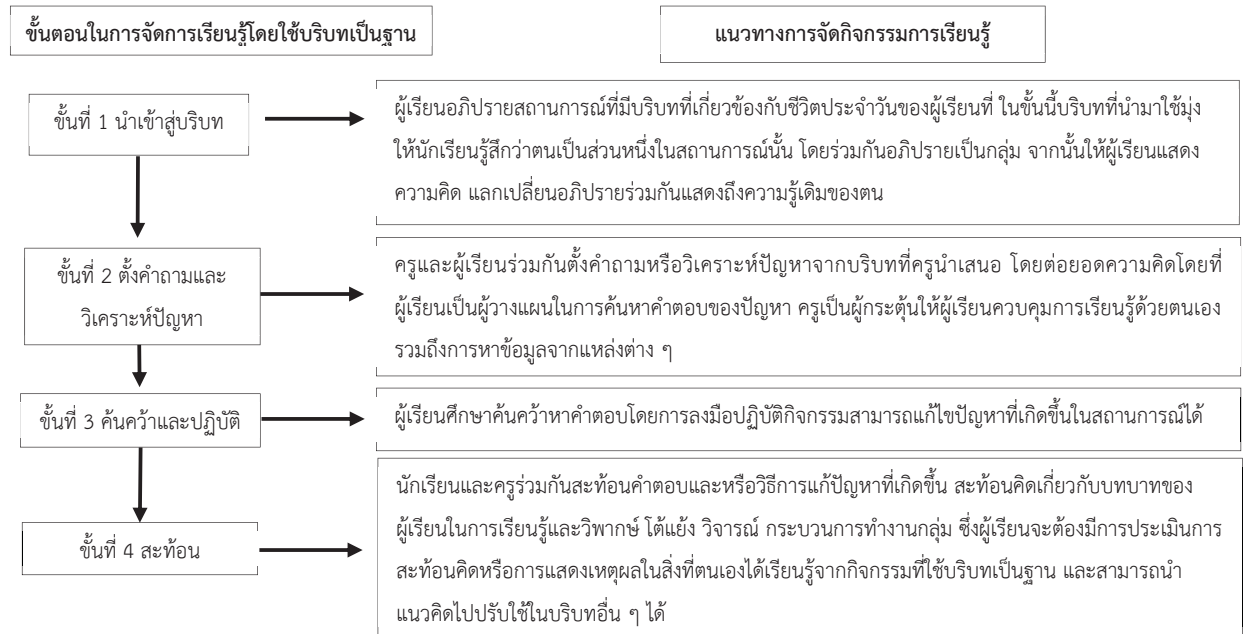 ขั้นตอนในการจัดการเรียนรู้โดยใช้บริบทเป็นฐาน
แนวทางการจัดกิจกรรมการเรียนรู้
ขั้นที่ 1 นำเข้าสู่บริบท
ผู้เรียนอภิปรายสถานการณ์ที่มีบริบทที่เกี่ยวข้องกับชีวิตประจำวันของผู้เรียนที่ ในขั้นนี้บริบทที่นำมาใช้มุ่ง
ให้นักเรียนรู้สึกว่าตนเป็นส่วนหนึ่งในสถานการณ์นั้น โดยร่วมกันอภิปรายเป็นกลุ่ม จากนั้นให้ผู้เรียนแสดง
ความคิด แลกเปลี่ยนอภิปรายร่วมกันแสดงถึงความรู้เดิมของตน
ขั้นที่ 2 ตั้งคำถามและ
วิเคราะห์ปัญหา
ครูและผู้เรียนร่วมกันตั้งคำถามหรือวิเคราะห์ปัญหาจากบริบทที่ครูนำเสนอ โดยต่อยอดความคิดโดยที่
ผู้เรียนเป็นผู้วางแผนในการค้นหาคำตอบของปัญหา ครูเป็นผู้กระตุ้นให้ผู้เรียนควบคุมการเรียนรู้ด้วยตนเอง
รวมถึงการหาข้อมูลจากแหล่งต่าง ๆ
ขั้นที่ 3 ค้นคว้าและปฏิบัติ
ผู้เรียนศึกษาค้นคว้าหาคำตอบโดยการลงมือปฏิบัติกิจกรรมสามารถแก้ไขปัญหาที่เกิดขึ้นในสถานการณ์ได้
ขั้นที่ 4 สะท้อน
นักเรียนและครูร่วมกันสะท้อนคำตอบและหรือวิธีการแก้ปัญหาที่เกิดขึ้น สะท้อนคิดเกี่ยวกับบทบาทของ
ผู้เรียนในการเรียนรู้และวิพากษ์ โต้แย้ง วิจารณ์ กระบวนการทำงานกลุ่ม ซึ่งผู้เรียนจะต้องมีการประเมินการ
สะท้อนคิดหรือการแสดงเหตุผลในสิ่งที่ตนเองได้เรียนรู้จากกิจกรรมที่ใช้บริบทเป็นฐาน และสามารถนำ
แนวคิดไปปรับใช้ในบริบทอื่น ๆ ได้